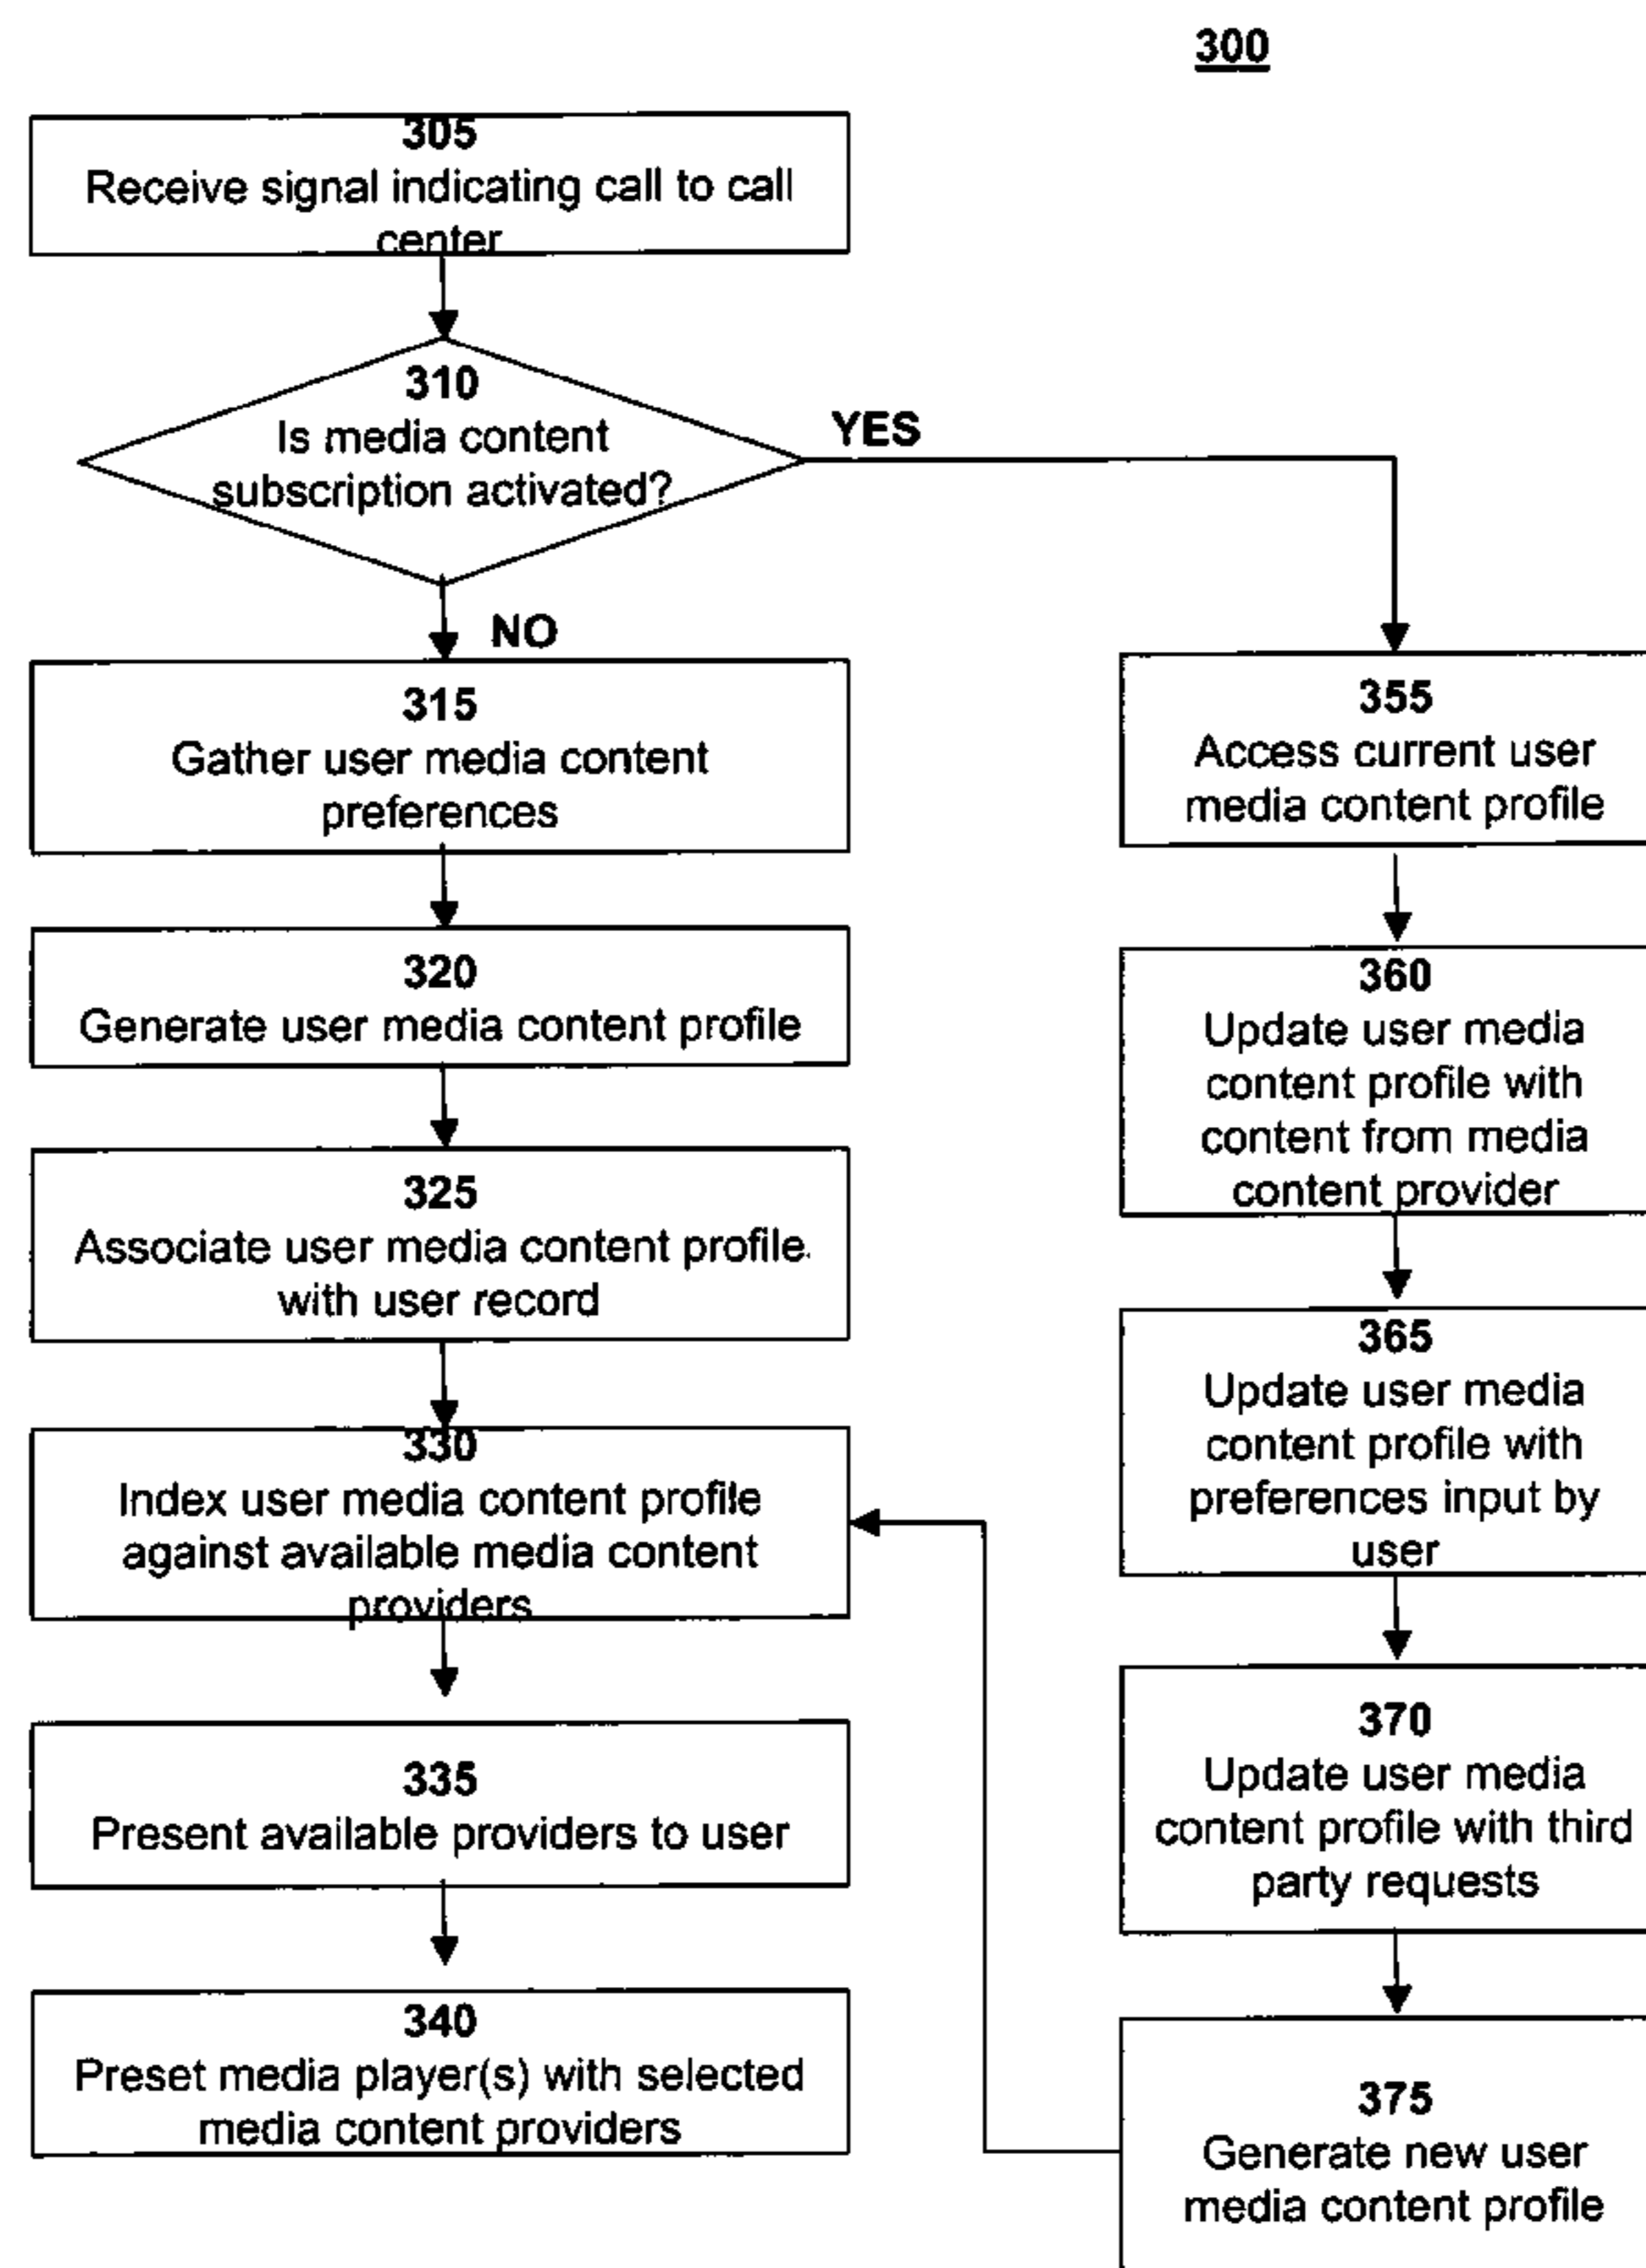 300
305
Receive signal indicating call to call
center
310
Is media content
subscription activated?
YES
NO
315
Gather user media content
preferences
320
Generate user media content profile
325
Associate user media content profile
with user record
330
Index user media content profile
against available media content
providers
335
Present available providers to user
340
Preset media player(s) with selected
media content providers
355
Access current user
media content profile
360
Update user media
content profile with
content from media
content provider
365
Update user media
content profile with
preferences input by
user
370
Update user media
content profile with third
party requests
375
Generate new user
media content profile